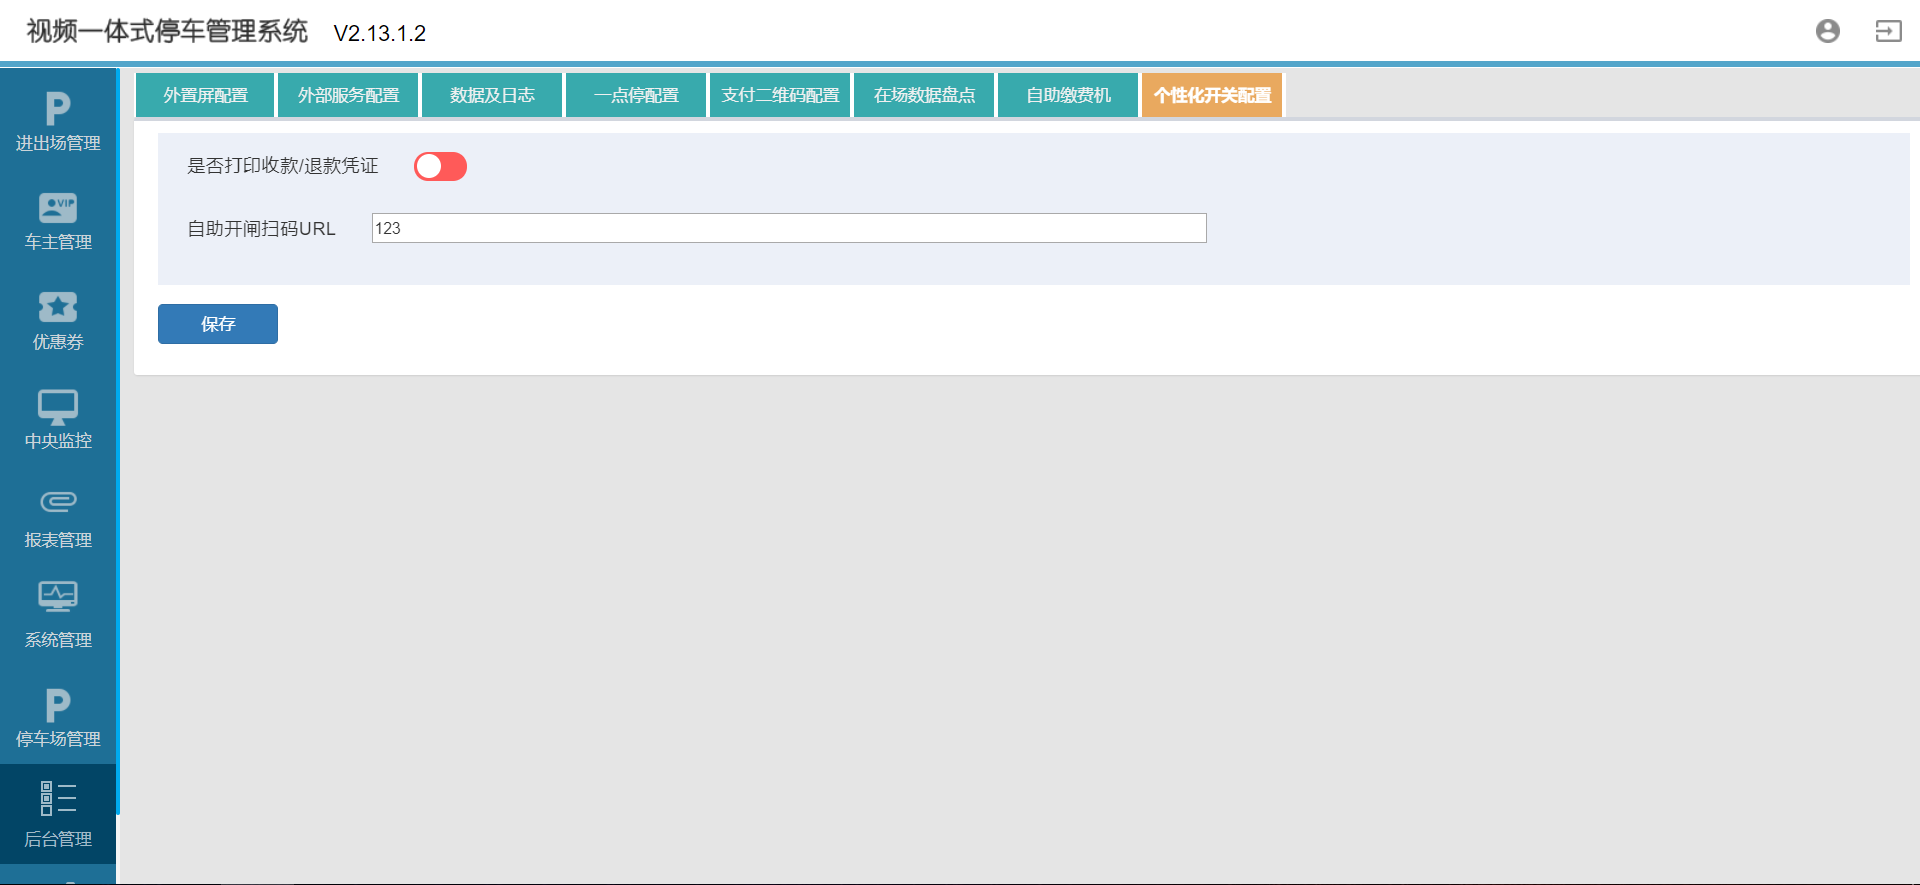 视频一体式停车管理系统 V2.13.1.2
外置屏配置 外部服务配置 数据及日志 一点停配置 支付二维码配置 在场数据盘点 自助缴费机 个性化开关配置
P
进出场管理
VIP
车主管理
优惠券
中央监控
报表管理
系统管理
P
停车场管理
后台管理
是否打印收款/退款凭证
自助开闸扫码URL 123
保存